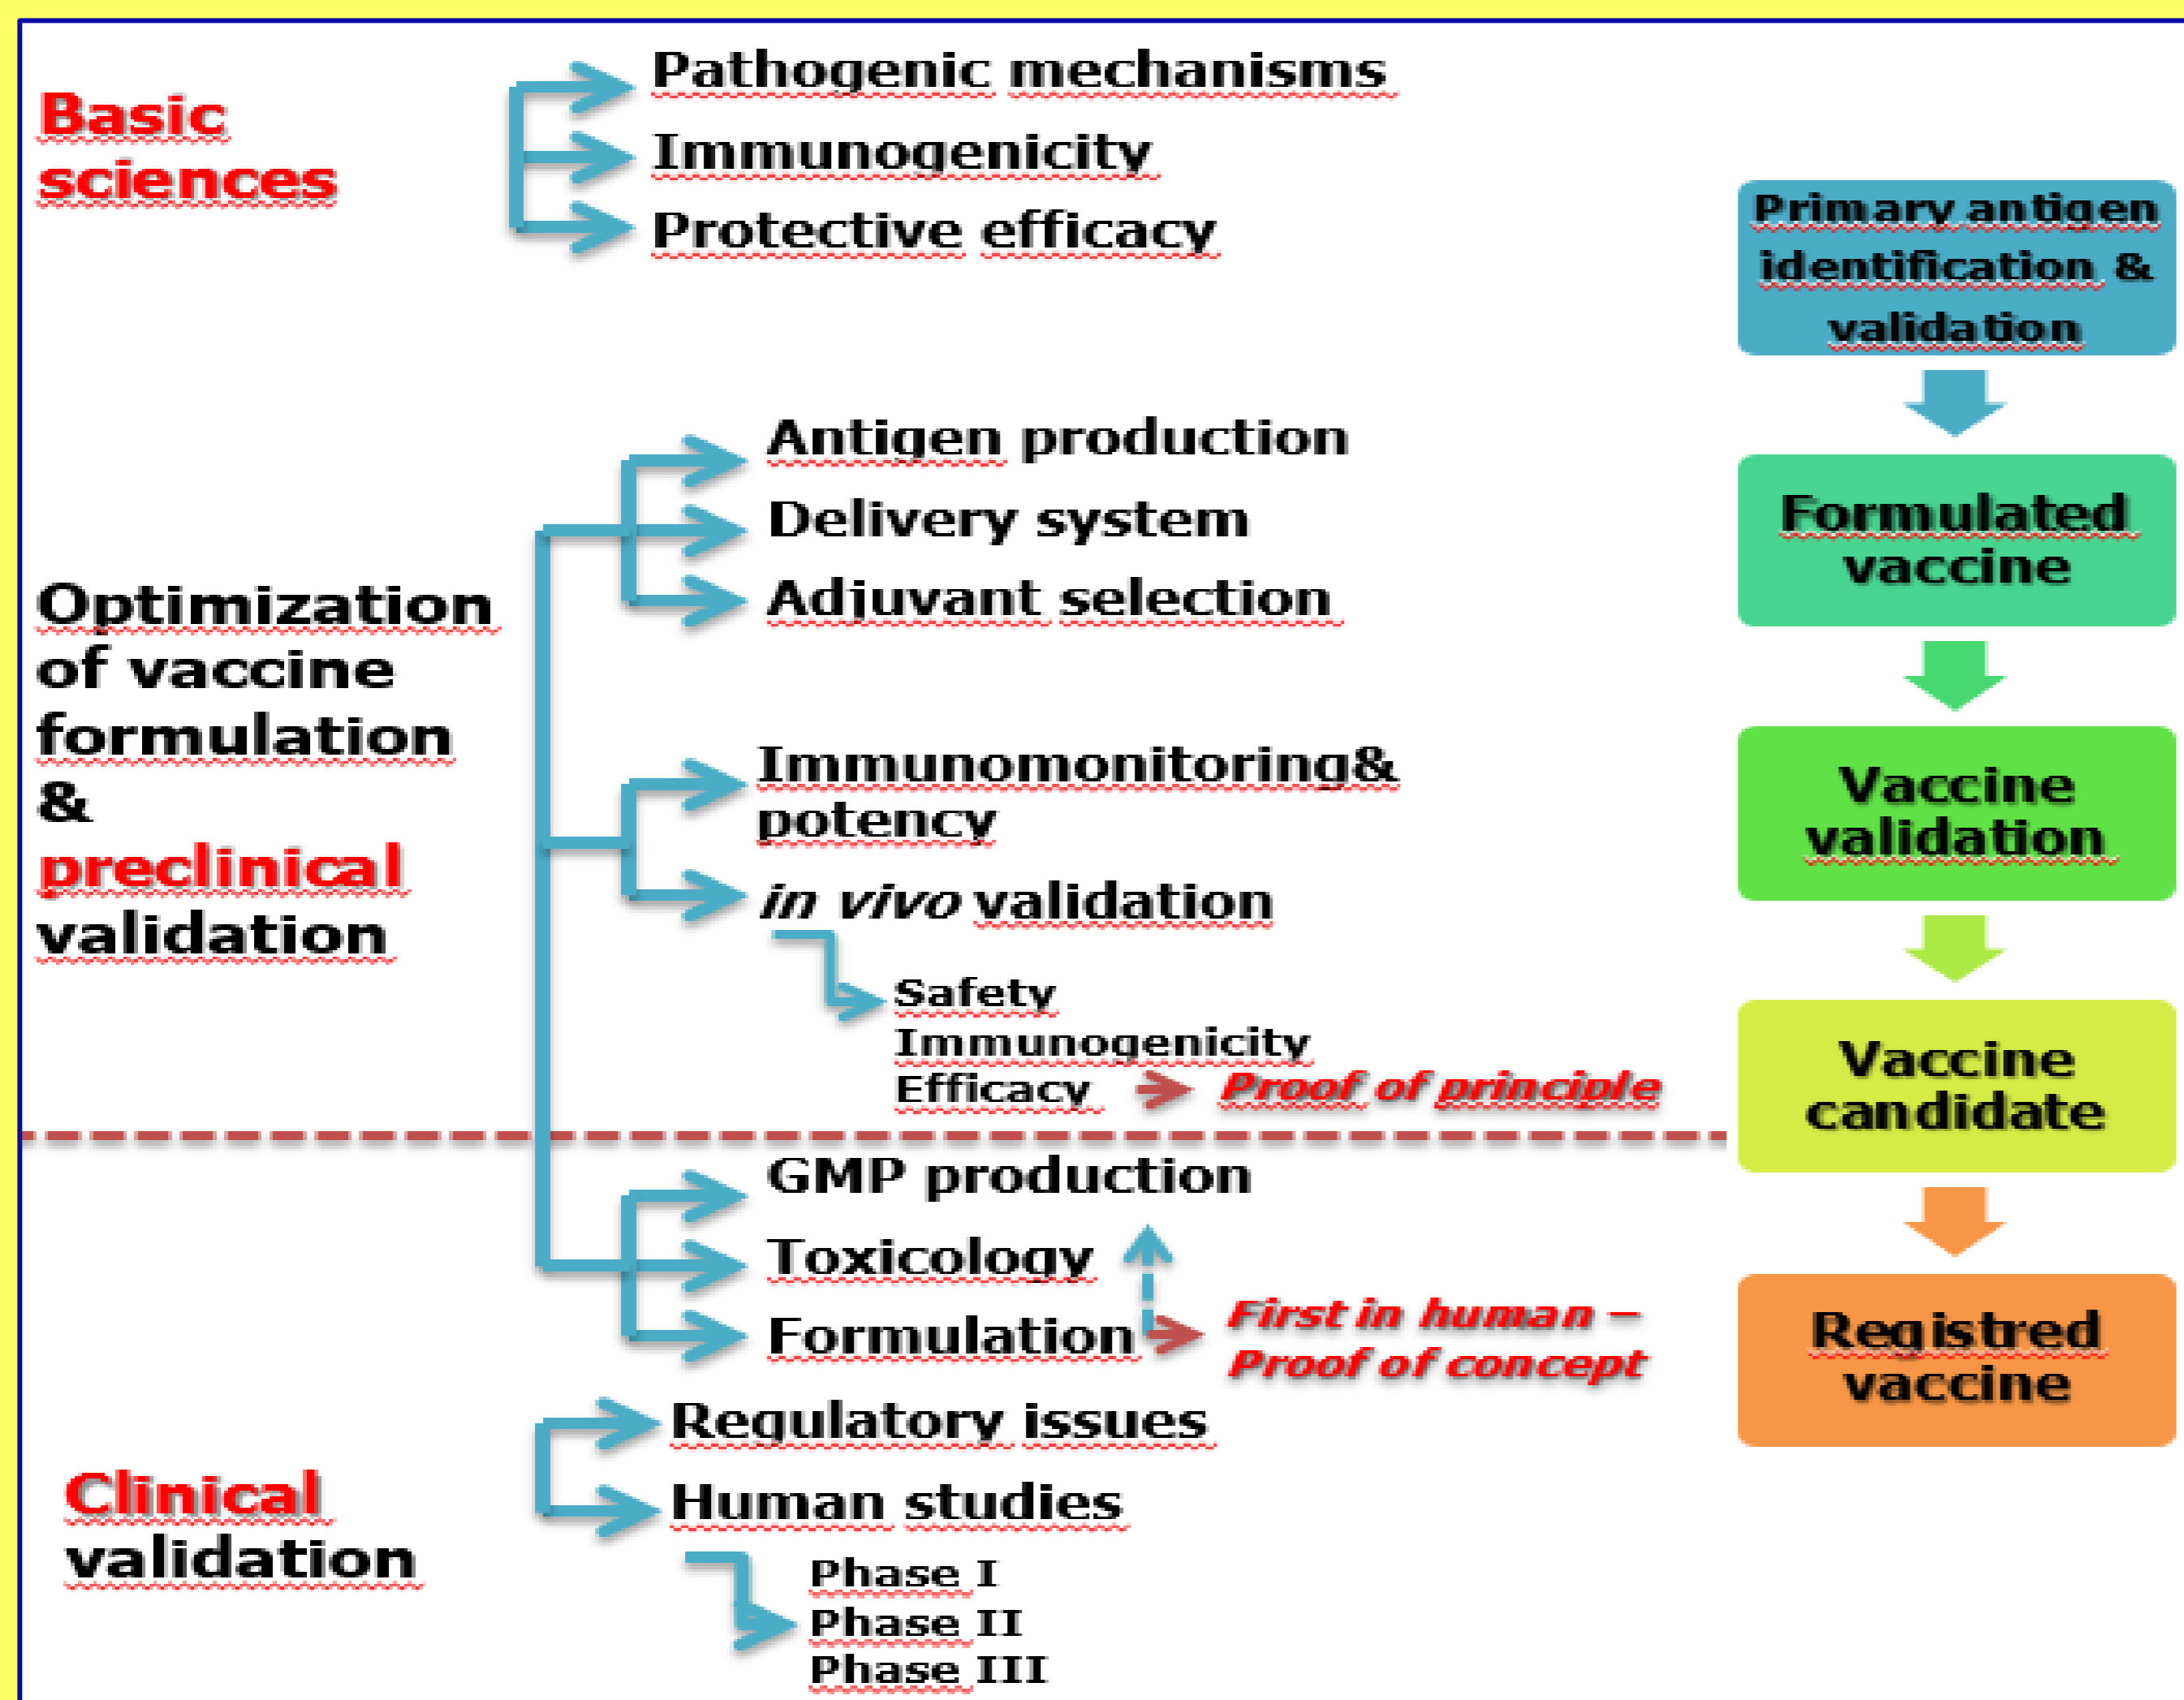 Basic
sciences
Pathogenic mechanisms
Immunogenicity
Protective efficacy
Optimization
of vaccine
formulation
&
preclinical
validation
Antigen production
Delivery system
Adjuvant selection
Immunomonitoring&
potency
in vivo validation
Safety
Immunogenicity
Efficacy
Proof of principle
GMP production
Toxicology
Formulation
First in human –
Proof of concept
Clinical
validation
Regulatory issues
Human studies
Phase I
Phase II
Phase III
Primary antigen
identification &
validation
Formulated
vaccine
Vaccine
validation
Vaccine
candidate
Registred
vaccine